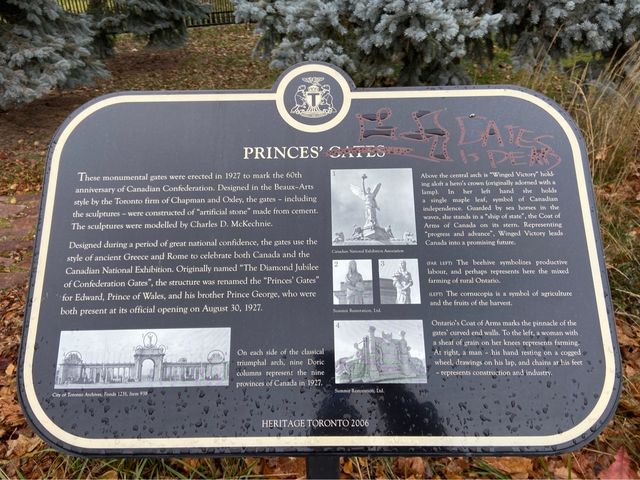 PRINCES' GATES
GATES
IS DEAD
These monumental gates were erected in 1927 to mark the 60th
anniversary of Canadian Confederation. Designed in the Beaux-Arts
style by the Toronto firm of Chapman and Oxley, the gates – including
the sculptures – were constructed of "artificial stone" made from cement.
The sculptures were modelled by Charles D. McKechnie.
Designed during a period of great national confidence, the gates use the
style of ancient Greece and Rome to celebrate both Canada and the
Canadian National Exhibition. Originally named "The Diamond Jubilee
of Confederation Gates", the structure was renamed the "Princes' Gates"
for Edward, Prince of Wales, and his brother Prince George, who were
both present at its official opening on August 30, 1927.
City of Toronto Archives, Fonds 1231, Item 938
On each side of the classical
triumphal arch, nine Doric
columns represent the nine
provinces of Canada in 1927.
1
Canadian National Exhibition Association
2
3
Summit Restoration, Ltd.
4
Summit Restoration, Ltd.
Above the central arch is "Winged Victory" hold-
ing aloft a hero's crown (originally adorned with a
lamp). In her left hand she holds
a single maple leaf, symbol of Canadian
independence. Guarded by sea horses in the
waves, she stands in a "ship of state", the Coat of
Arms of Canada on its stern. Representing
"progress and advance", Winged Victory leads
Canada into a promising future.
(FAR LEFT) The beehive symbolizes productive
labour, and perhaps represents here the mixed
farming of rural Ontario.
(LEFT) The cornucopia is a symbol of agriculture
and the fruits of the harvest.
Ontario's Coat of Arms marks the pinnacle of the
gates' curved end walls. To the left, a woman with
a sheaf of grain on her knees represents farming.
At right, a man – his hand resting on a cogged
wheel, drawings on his lap, and chains at his feet
– represents construction and industry.
HERITAGE TORONTO 2006